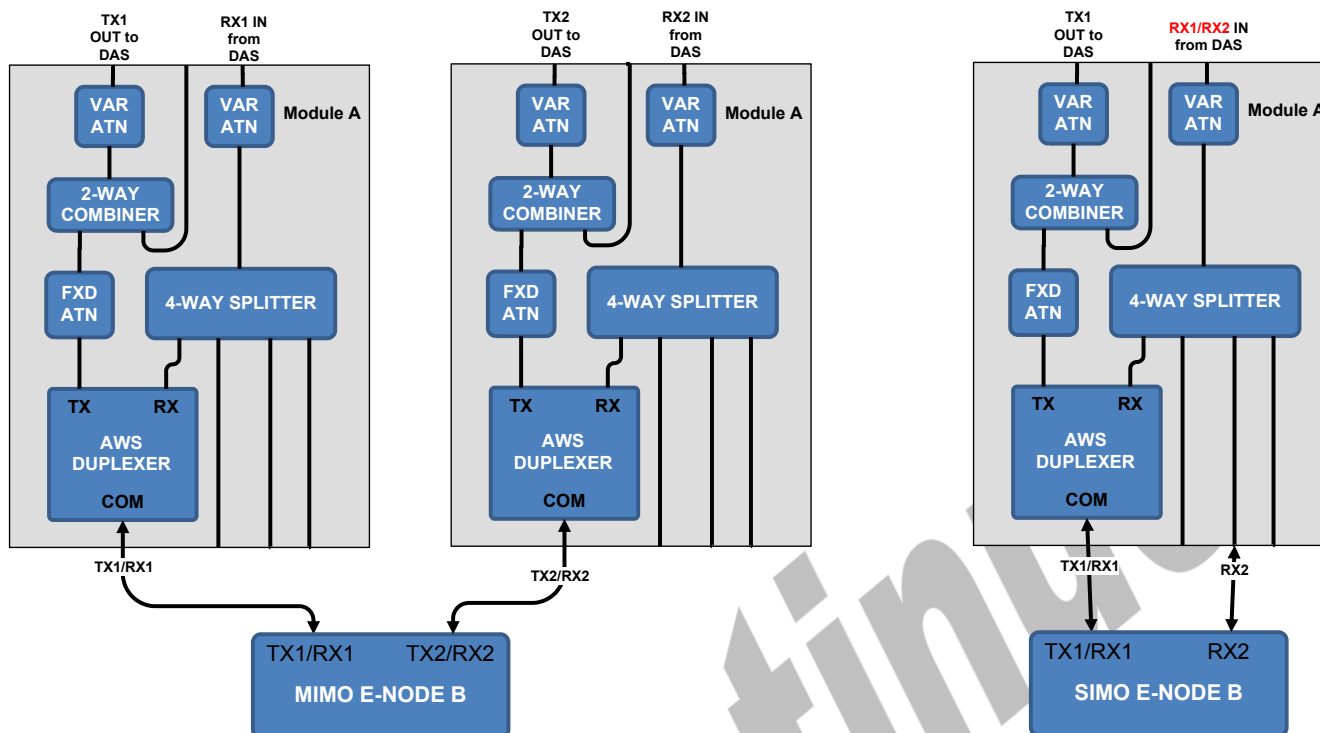 TX1
OUT to
DAS
RX1 IN
from
DAS
VAR
ATN
VAR
ATN
Module A
2-WAY
COMBINER
FXD
ATN
4-WAY SPLITTER
TX
RX
AWS
DUPLEXER
COM
TX1/RX1
TX2
OUT to
DAS
RX2 IN
from
DAS
VAR
ATN
VAR
ATN
Module A
2-WAY
COMBINER
FXD
ATN
4-WAY SPLITTER
TX
RX
AWS
DUPLEXER
COM
TX2/RX2
TX1/RX1
TX2/RX2
MIMO E-NODE B
TX1
OUT to
DAS
RX1/RX2 IN
from DAS
VAR
ATN
VAR
ATN
Module A
2-WAY
COMBINER
FXD
ATN
4-WAY SPLITTER
TX
RX
AWS
DUPLEXER
COM
TX1/RX1
RX2
TX1/RX1
RX2
SIMO E-NODE B